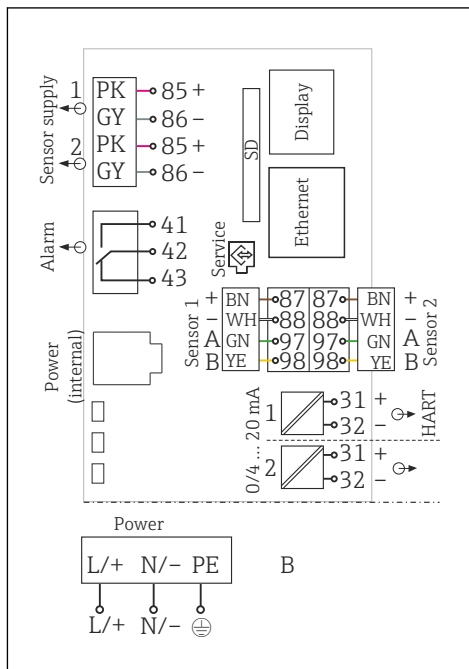 Sensor supply
1
PK
85 +
GY
86 −
2
PK
85 +
GY
86 −
Display
SD
Ethernet
Alarm
41
42
43
Service
Power
(internal)
Sensor 1
+ BN 87 87 BN +
− WH 88 88 WH −
A GN 97 97 GN A
B YE 98 98 YE B
Sensor 2
0/4 ... 20 mA
1
31 +
32 −
HART
2
31 +
32 −
Power
L/+ N/− PE
B
L/+ N/−